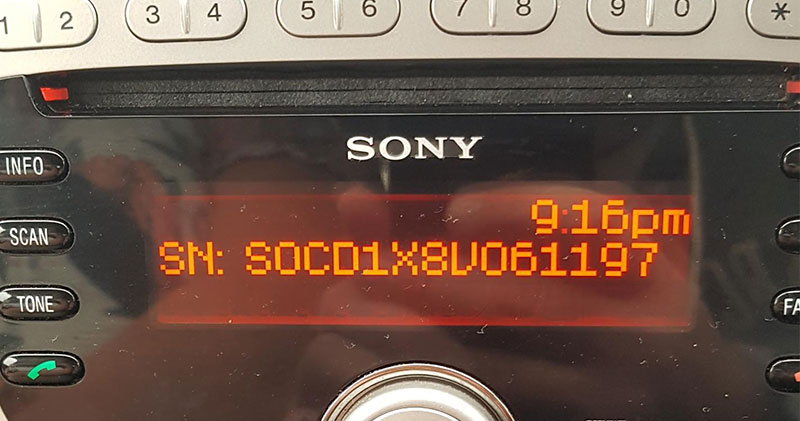 1 2 3 4 5 6 7 8 9 0 *
SONY
INFO
9:16pm
SCAN
SN: SOCD1X8V061197
TONE